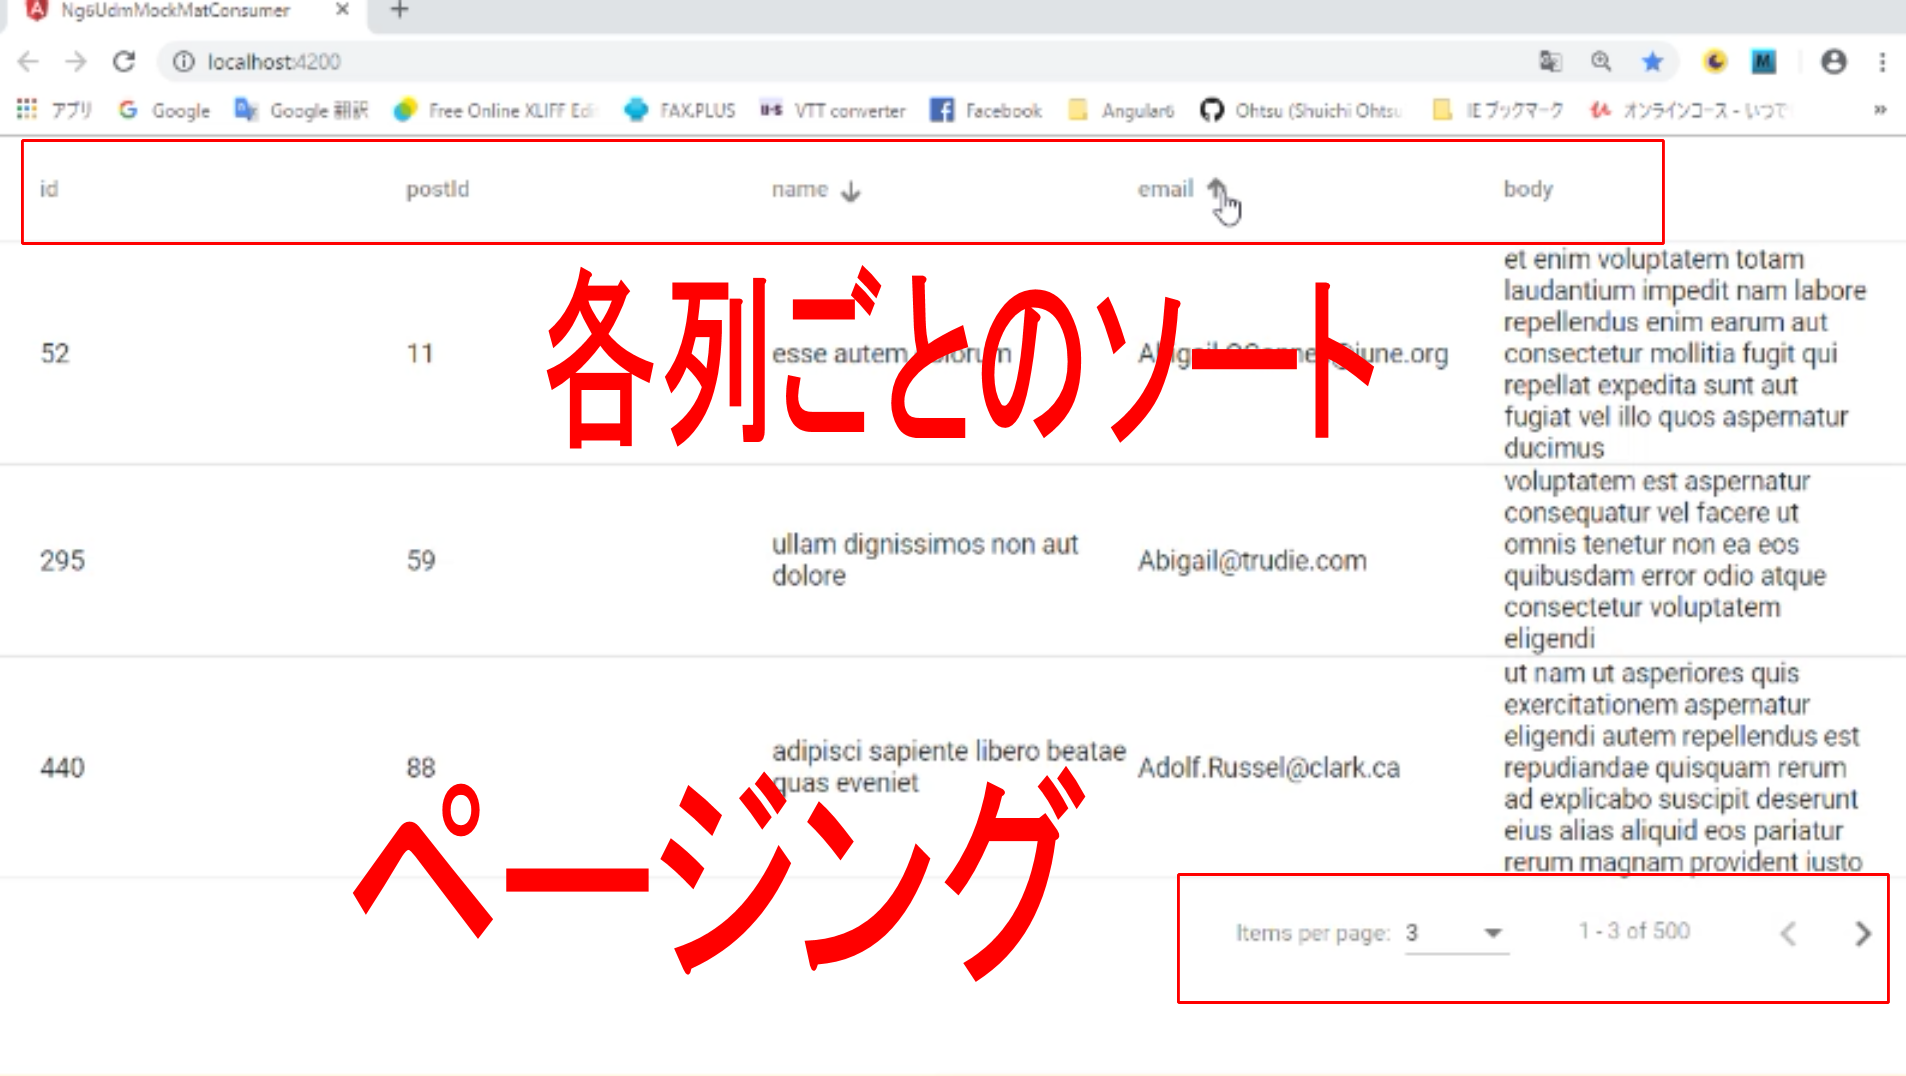 Ng6UdmMockMatConsumer
localhost:4200
アプリ Google Google 翻訳 Free Online XLIFF Edi FAX.PLUS VTT converter Facebook Angular6 Ohtsu (Shuichi Ohtsu IE ブックマーク オンラインコース - いつで »
id postId name email body
各列ごとのソート
52 11 esse autem
et enim voluptatem totam
laudantium impedit nam labore
repellendus enim earum aut
consectetur mollitia fugit qui
repellat expedita sunt aut
fugiat vel illo quos aspernatur
ducimus
295 59 ullam dignissimos non aut
dolore
Abigail@trudie.com
voluptatem est aspernatur
consequatur vel facere ut
omnis tenetur non ea eos
quibusdam error odio atque
consectetur voluptatem
eligendi
440 88 adipisci sapiente libero beatae
quas eveniet
Adolf.Russel@clark.ca
ut nam ut asperiores quis
exercitationem aspernatur
eligendi autem repellendus est
repudiandae quisquam rerum
ad explicabo suscipit deserunt
eius alias aliquid eos pariatur
rerum magnam provident iusto
ページング
Items per page: 3 1 - 3 of 500